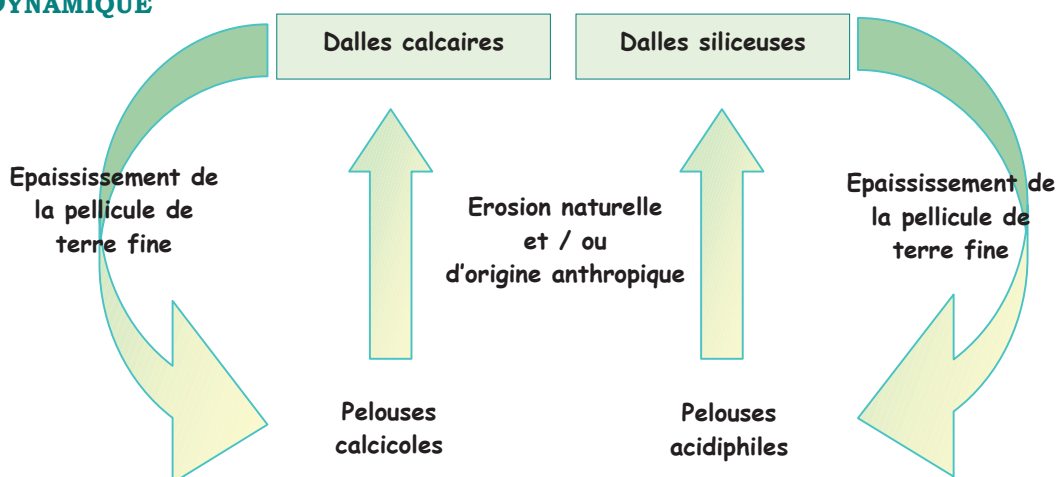 DYNAMIQUE
Dalles calcaires
Dalles siliceuses
Epaississement de
la pellicule de
terre fine
Erosion naturelle
et / ou
d'origine anthropique
Epaississement de
la pellicule de
terre fine
Pelouses
calcicoles
Pelouses
acidiphiles